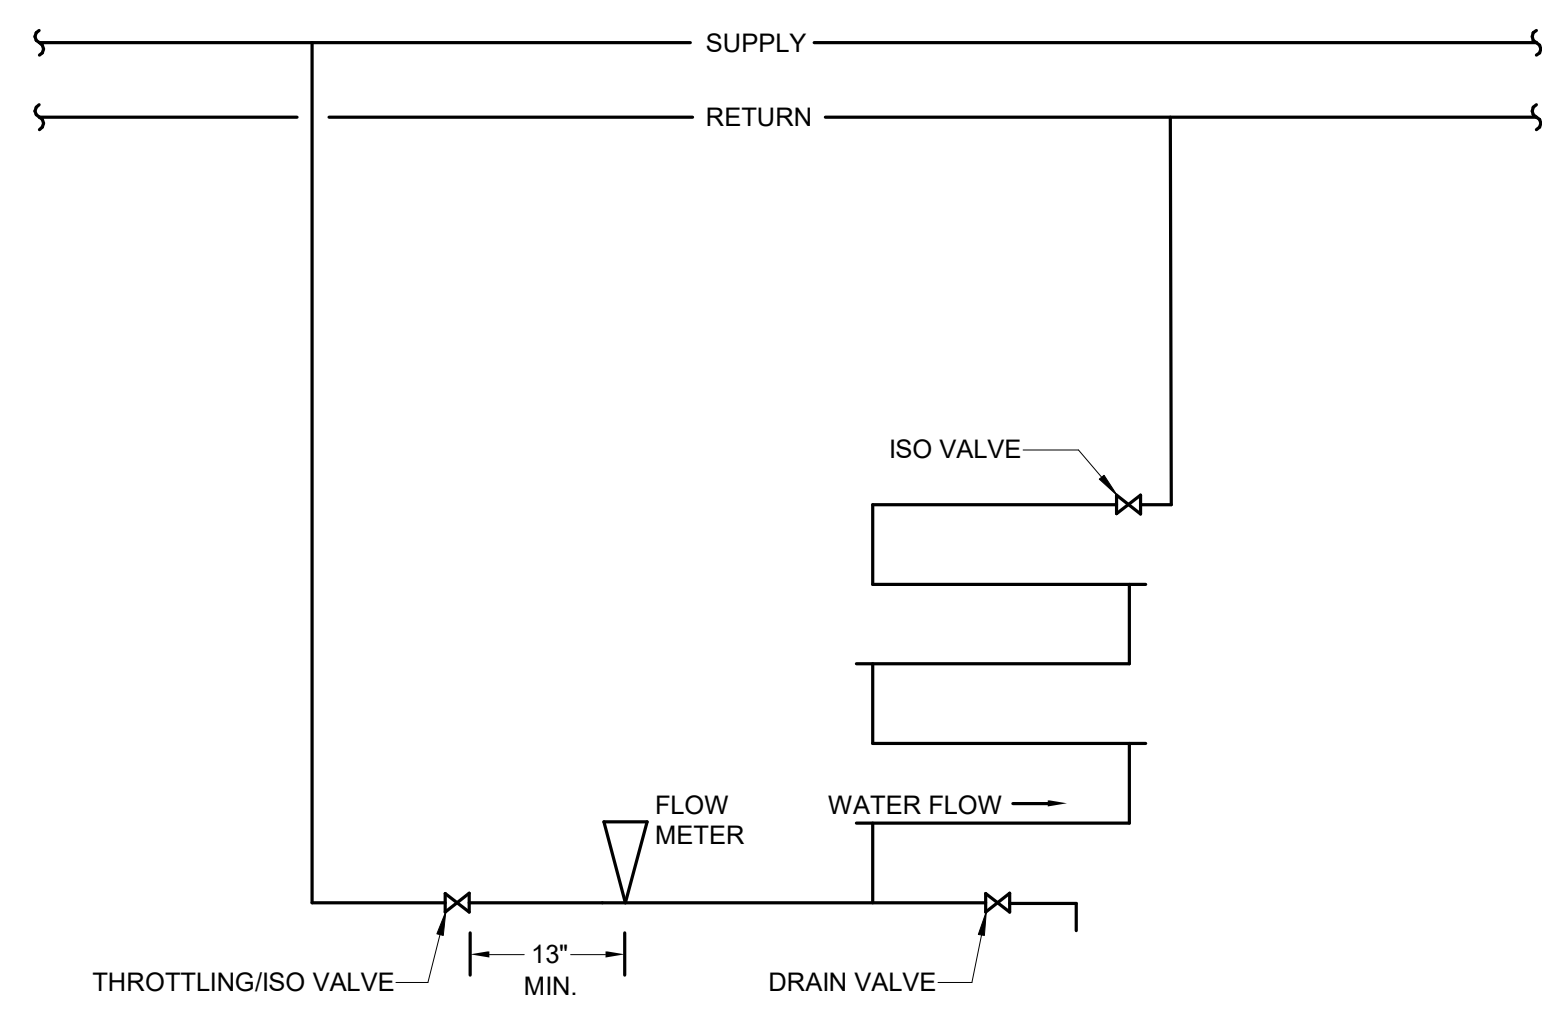 SUPPLY
RETURN
ISO VALVE
FLOW
METER
WATER FLOW
13"
MIN.
THROTTLING/ISO VALVE
DRAIN VALVE